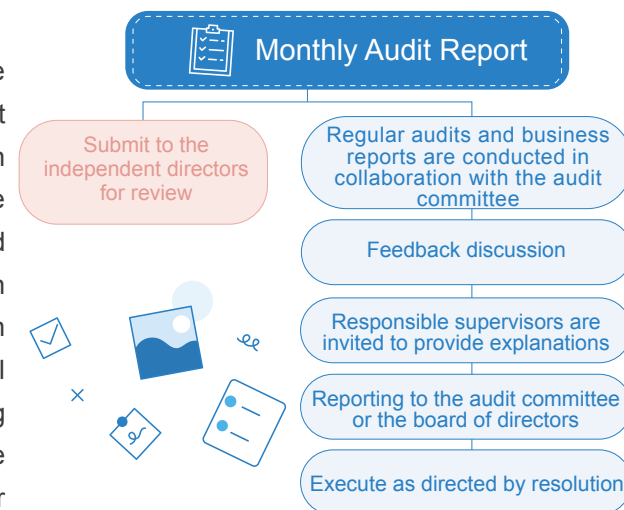 Monthly Audit Report
Submit to the
independent directors
for review
Regular audits and business
reports are conducted in
collaboration with the audit
committee
Feedback discussion
Responsible supervisors are
invited to provide explanations
Reporting to the audit committee
or the board of directors
Execute as directed by resolution